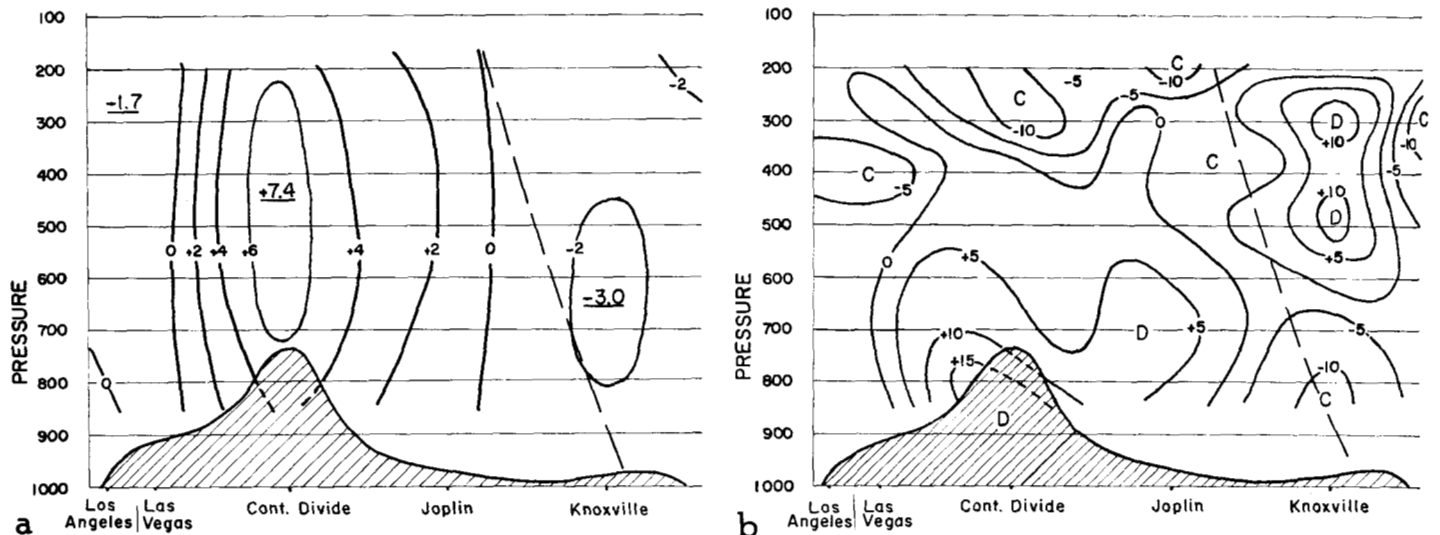 100
200
300
400
500
600
700
800
900
1000
PRESSURE
-1.7
+7.4
-3.0
-2
0 +2 +4 +6 +4 +2 0 -2
0
Los Angeles
Las Vegas
Cont. Divide
Joplin
Knoxville
a
100
200
300
400
500
600
700
800
900
1000
PRESSURE
C
-10
-5
C
-10
-5
0
D
+10
C
-10
C
-5
C
-5
+10
D
+5
0
+5
D
+5
-5
+10
+15
-10
C
D
Los Angeles
Las Vegas
Cont. Divide
Joplin
Knoxville
b